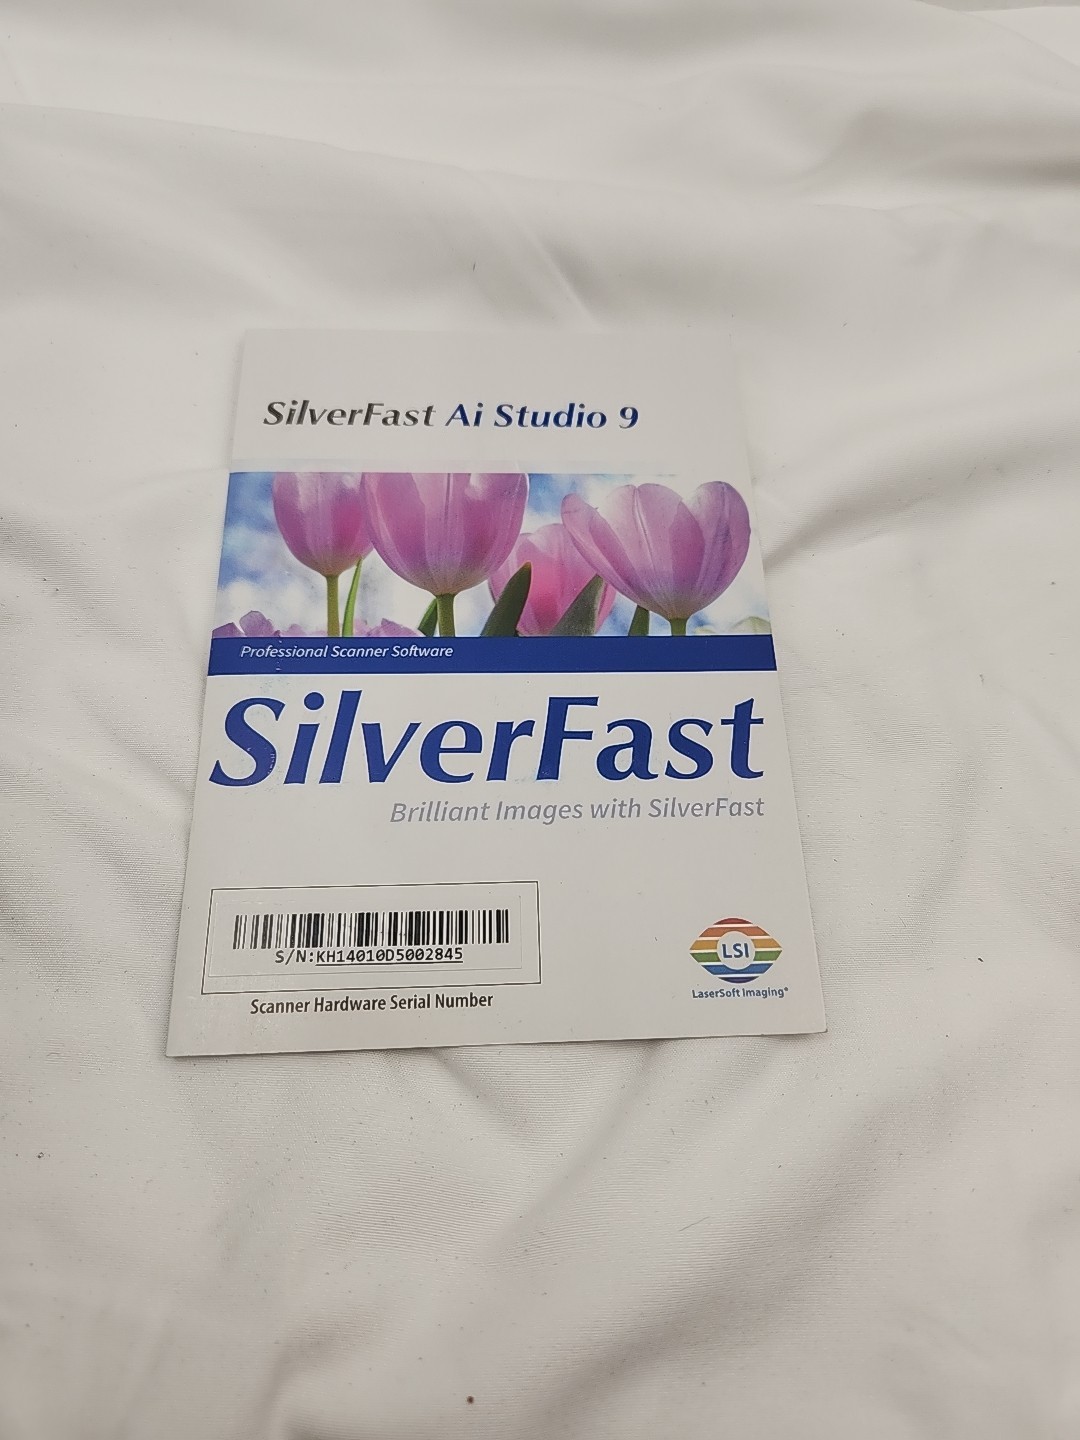 SilverFast Ai Studio 9
Professional Scanner Software
SilverFast
Brilliant Images with SilverFast
S/N:KH14010D5002845
Scanner Hardware Serial Number
LSI
LaserSoft Imaging®